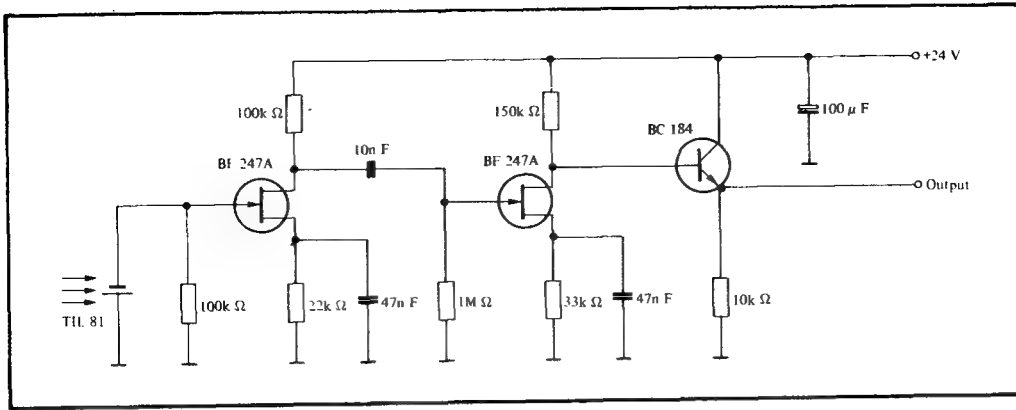 +24 V
100k Ω
150k Ω
100 µ F
BC 184
10n F
BF 247A
BF 247A
Output
100k Ω
22k Ω
47n F
1M Ω
33k Ω
47n F
10k Ω
TIL 81